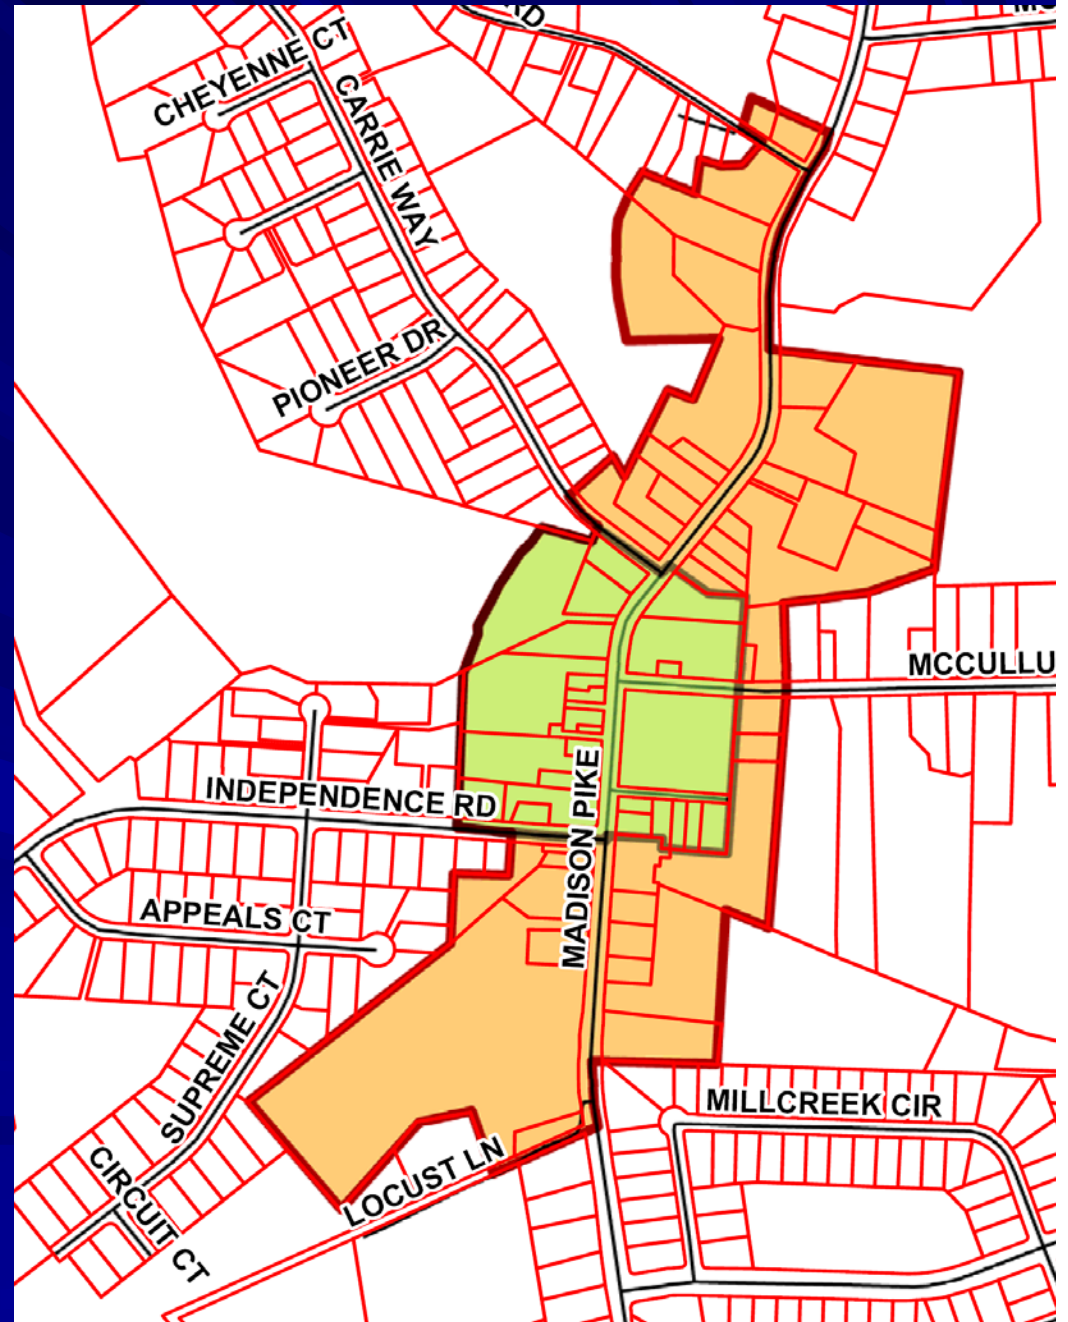 RD
CHEYENNE CT
CARRIE WAY
PIONEER DR
MCCULLU
INDEPENDENCE RD
MADISON PIKE
APPEALS CT
SUPREME CT
MILLCREEK CIR
LOCUST LN
CIRCUIT CT